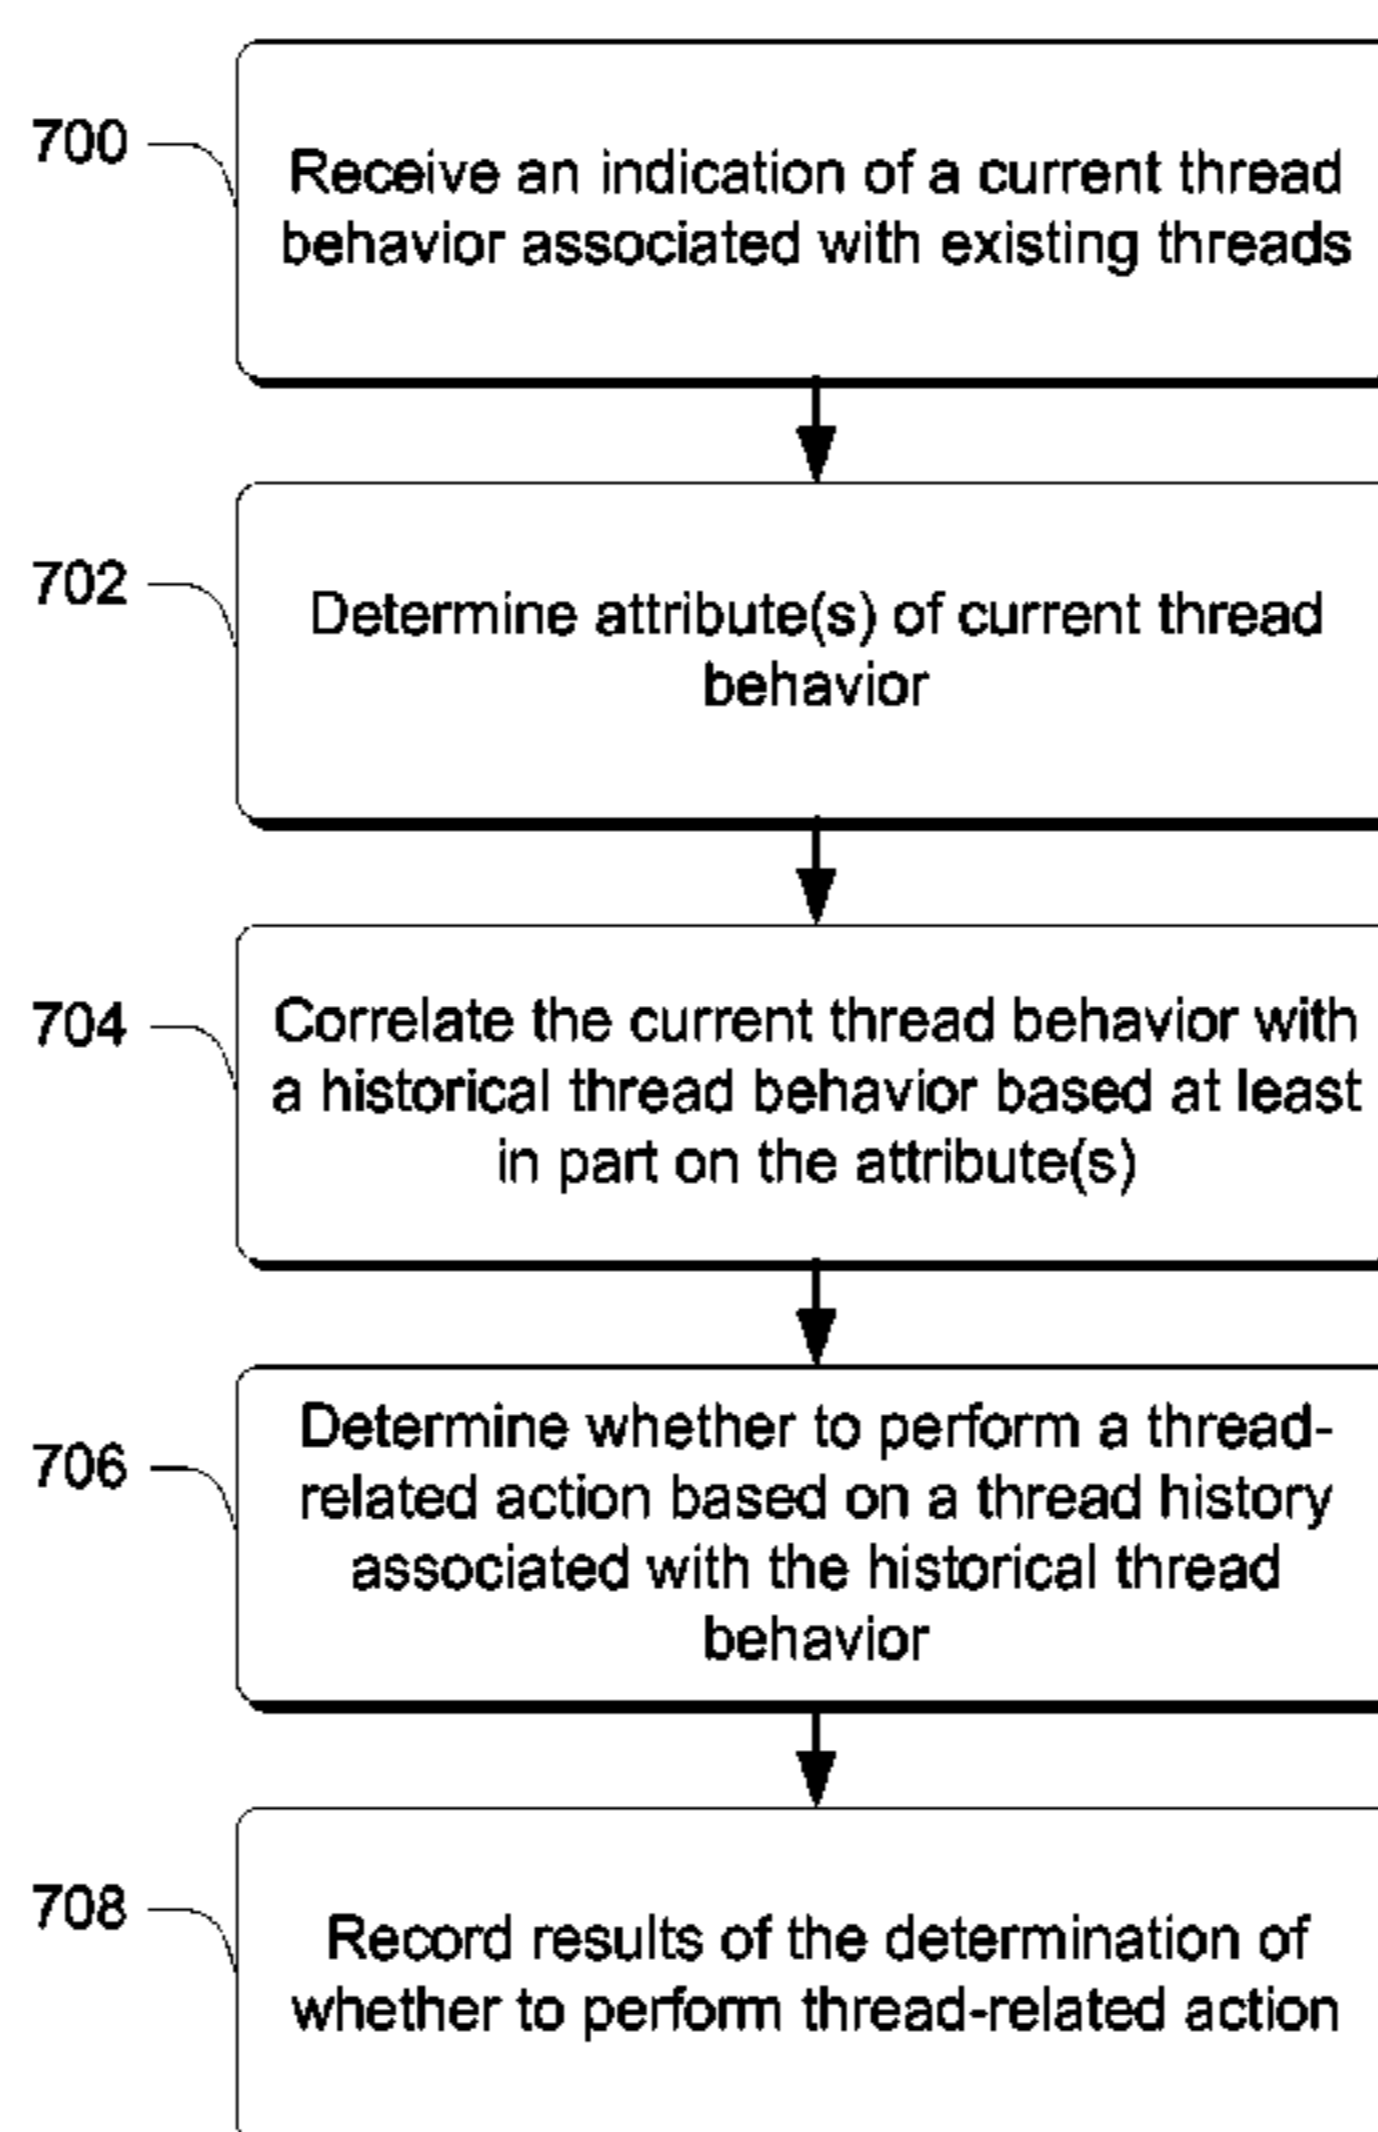 700
Receive an indication of a current thread
behavior associated with existing threads
702
Determine attribute(s) of current thread
behavior
704
Correlate the current thread behavior with
a historical thread behavior based at least
in part on the attribute(s)
706
Determine whether to perform a thread-
related action based on a thread history
associated with the historical thread
behavior
708
Record results of the determination of
whether to perform thread-related action